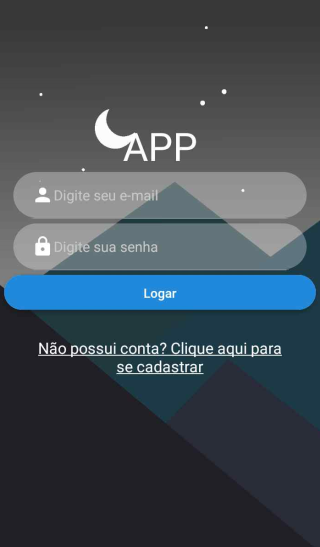 APP
Digite seu e-mail
Digite sua senha
Logar
Não possui conta? Clique aqui para
se cadastrar